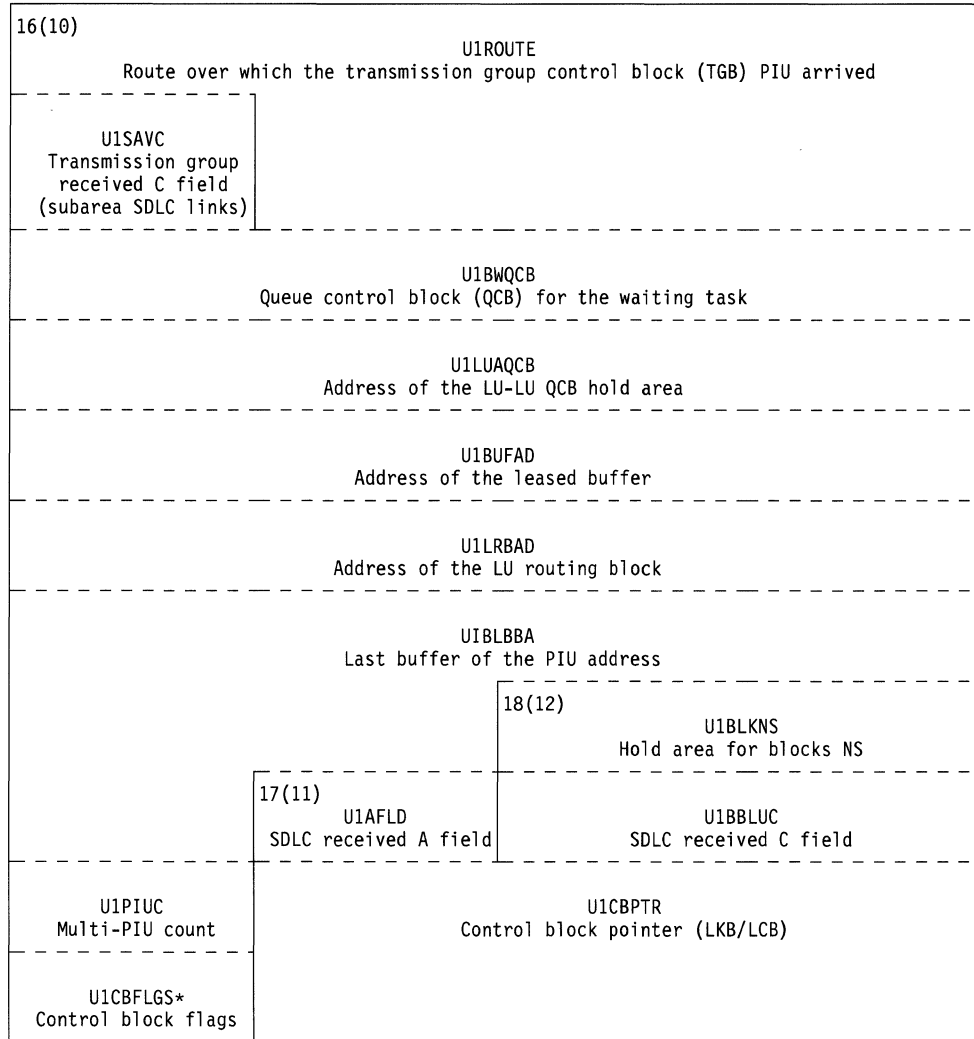 16(10)
U1ROUTE
Route over which the transmission group control block (TGB) PIU arrived
U1SAVC
Transmission group
received C field
(subarea SDLC links)
U1BWQCB
Queue control block (QCB) for the waiting task
U1LUAQCB
Address of the LU-LU QCB hold area
U1BUFAD
Address of the leased buffer
U1LRBAD
Address of the LU routing block
UIBLBBA
Last buffer of the PIU address
18(12)
U1BLKNS
Hold area for blocks NS
17(11)
U1AFLD
SDLC received A field
U1BBLUC
SDLC received C field
U1PIUC
Multi-PIU count
U1CBPTR
Control block pointer (LKB/LCB)
U1CBFLGS*
Control block flags